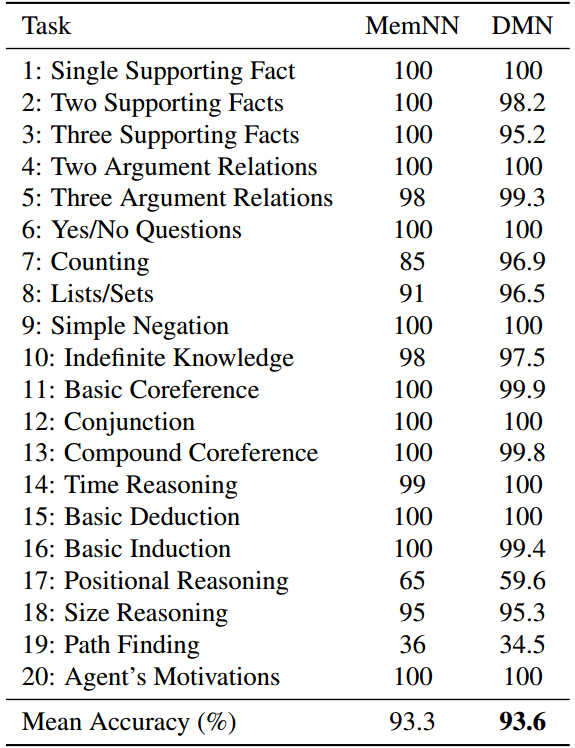 Task MemNN DMN
1: Single Supporting Fact 100 100
2: Two Supporting Facts 100 98.2
3: Three Supporting Facts 100 95.2
4: Two Argument Relations 100 100
5: Three Argument Relations 98 99.3
6: Yes/No Questions 100 100
7: Counting 85 96.9
8: Lists/Sets 91 96.5
9: Simple Negation 100 100
10: Indefinite Knowledge 98 97.5
11: Basic Coreference 100 99.9
12: Conjunction 100 100
13: Compound Coreference 100 99.8
14: Time Reasoning 99 100
15: Basic Deduction 100 100
16: Basic Induction 100 99.4
17: Positional Reasoning 65 59.6
18: Size Reasoning 95 95.3
19: Path Finding 36 34.5
20: Agent's Motivations 100 100
Mean Accuracy (%) 93.3 93.6